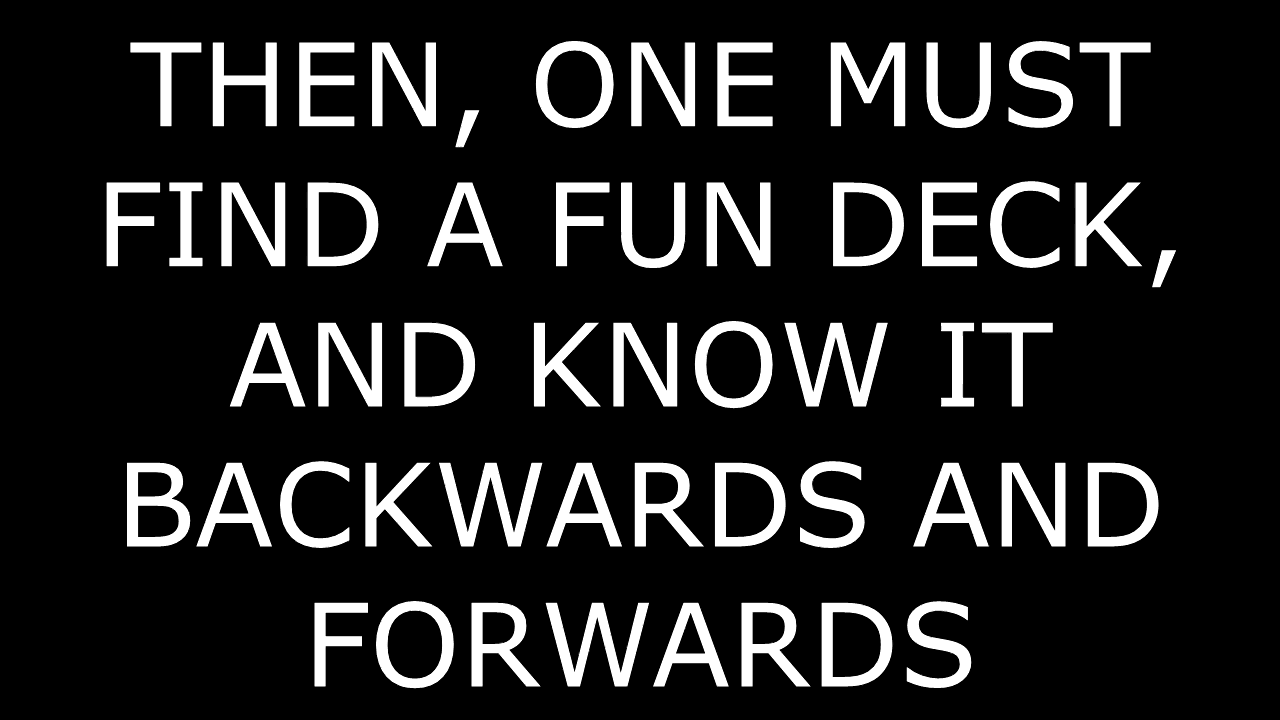 THEN, ONE MUST
FIND A FUN DECK,
AND KNOW IT
BACKWARDS AND
FORWARDS